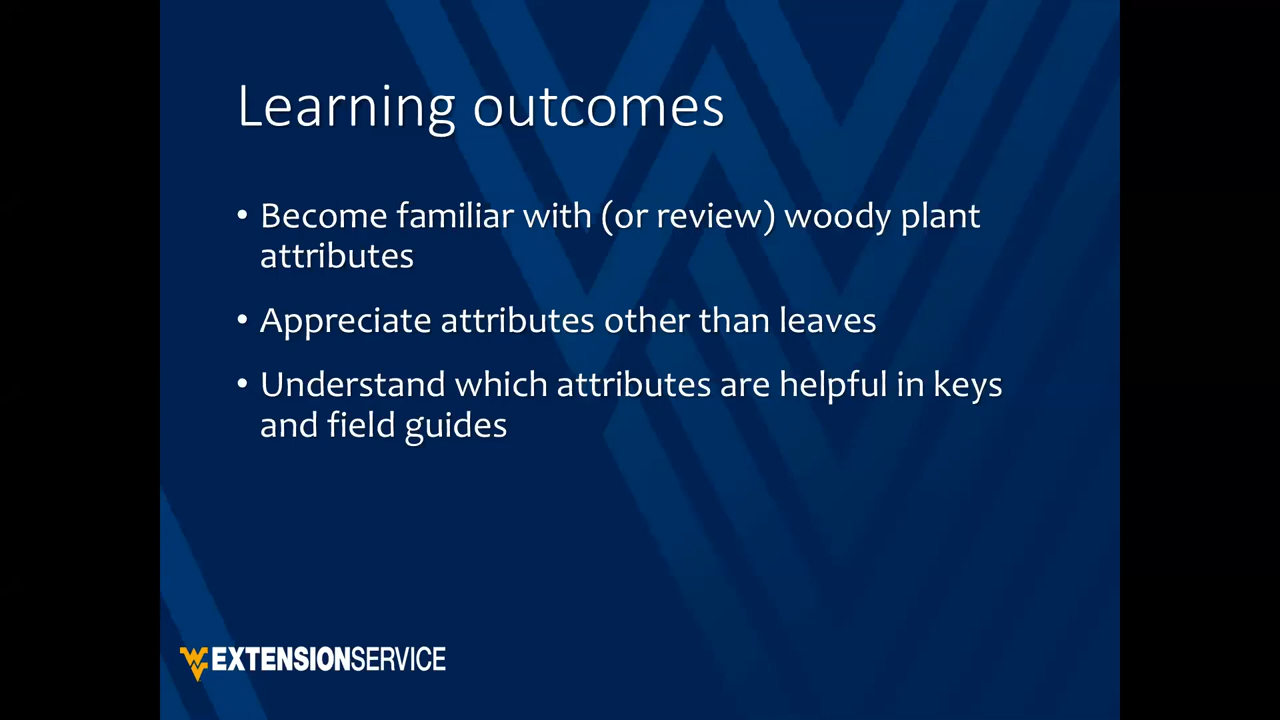 Learning outcomes
• Become familiar with (or review) woody plant
attributes
• Appreciate attributes other than leaves
• Understand which attributes are helpful in keys
and field guides
WV EXTENSIONSERVICE